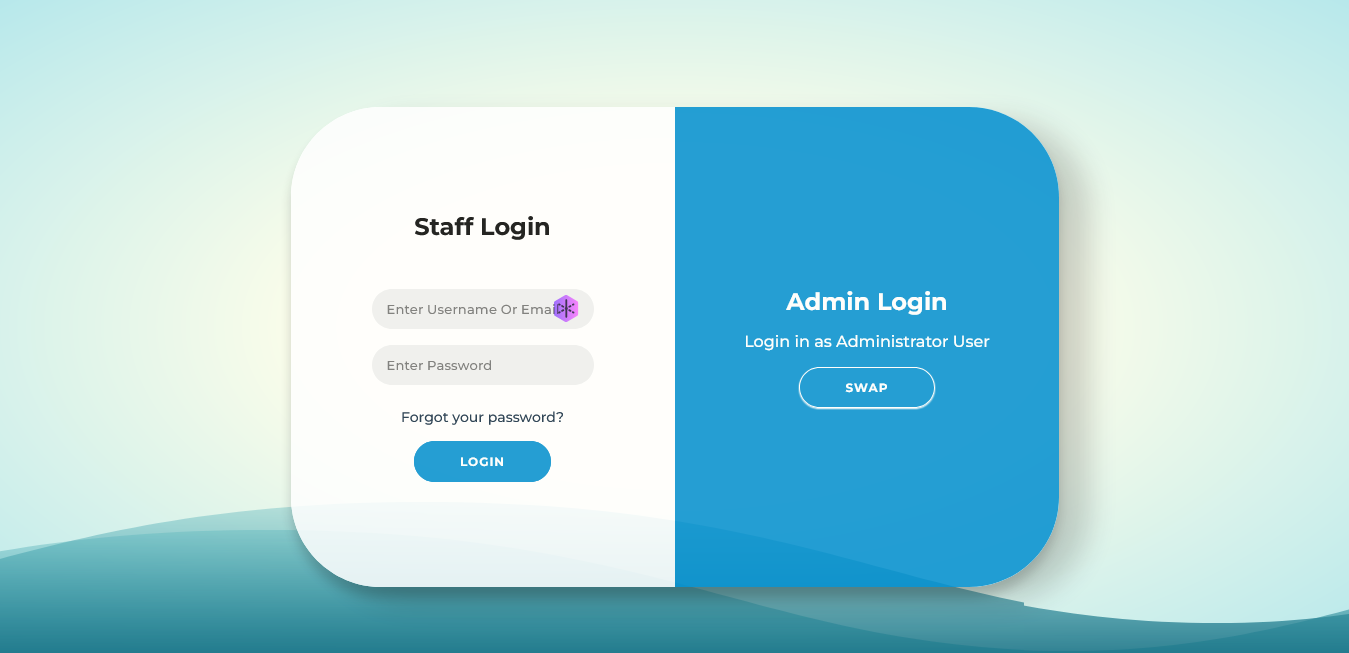 Staff Login
Enter Username Or Email
Enter Password
Forgot your password?
LOGIN
Admin Login
Login in as Administrator User
SWAP